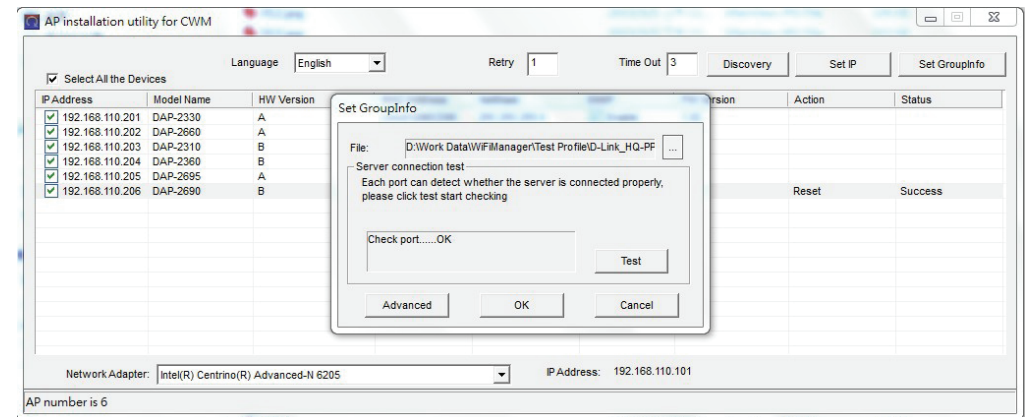 AP installation utility for CWM
Language English Retry 1 Time Out 3 Discovery Set IP Set GroupInfo
Select All the Devices
IP Address Model Name HW Version rsion Action Status
192.168.110.201 DAP-2330 A
192.168.110.202 DAP-2660 A
192.168.110.203 DAP-2310 B
192.168.110.204 DAP-2360 B
192.168.110.205 DAP-2695 A
192.168.110.206 DAP-2690 B Reset Success
Set GroupInfo
File: D:\Work Data\WiFiManager\Test Profile\D-Link_HQ-PF ...
Server connection test
Each port can detect whether the server is connected properly,
please click test start checking
Check port......OK
Test
Advanced OK Cancel
Network Adapter: Intel(R) Centrino(R) Advanced-N 6205 IP Address: 192.168.110.101
AP number is 6